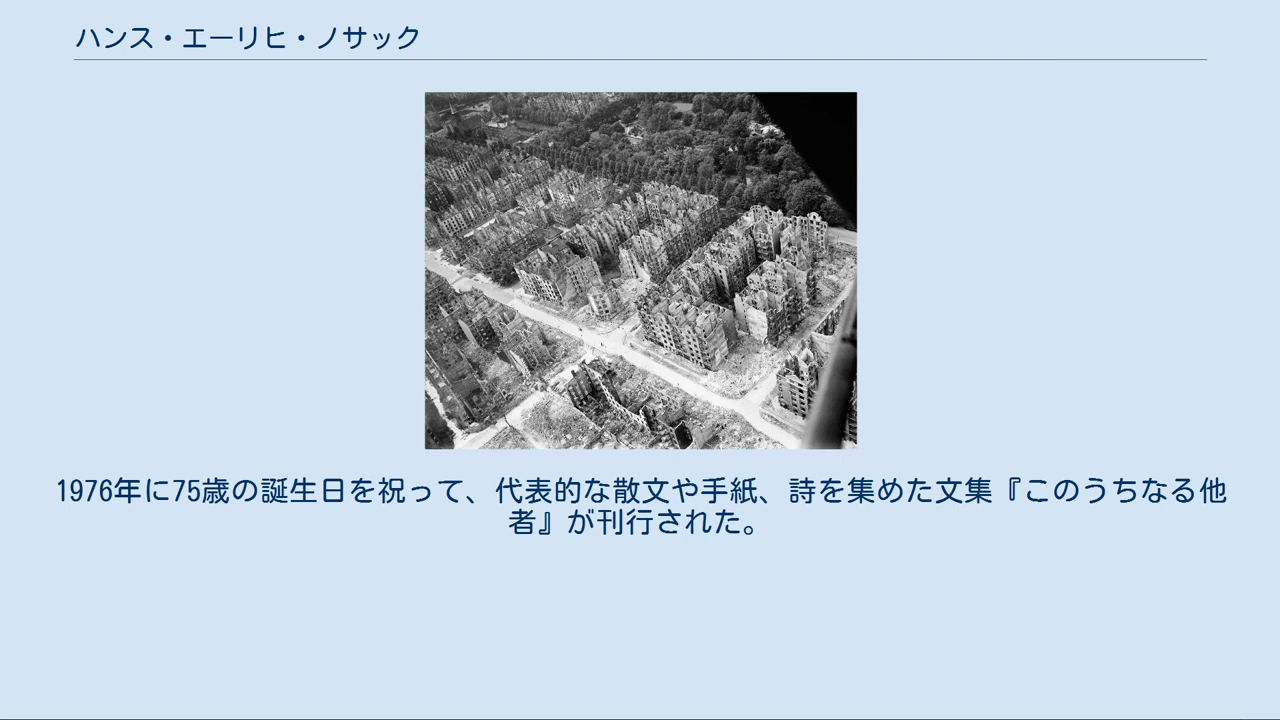 ハンス・エーリヒ・ノサック
1976年に75歳の誕生日を祝って、代表的な散文や手紙、詩を集めた文集『このうちなる他
者』が刊行された。